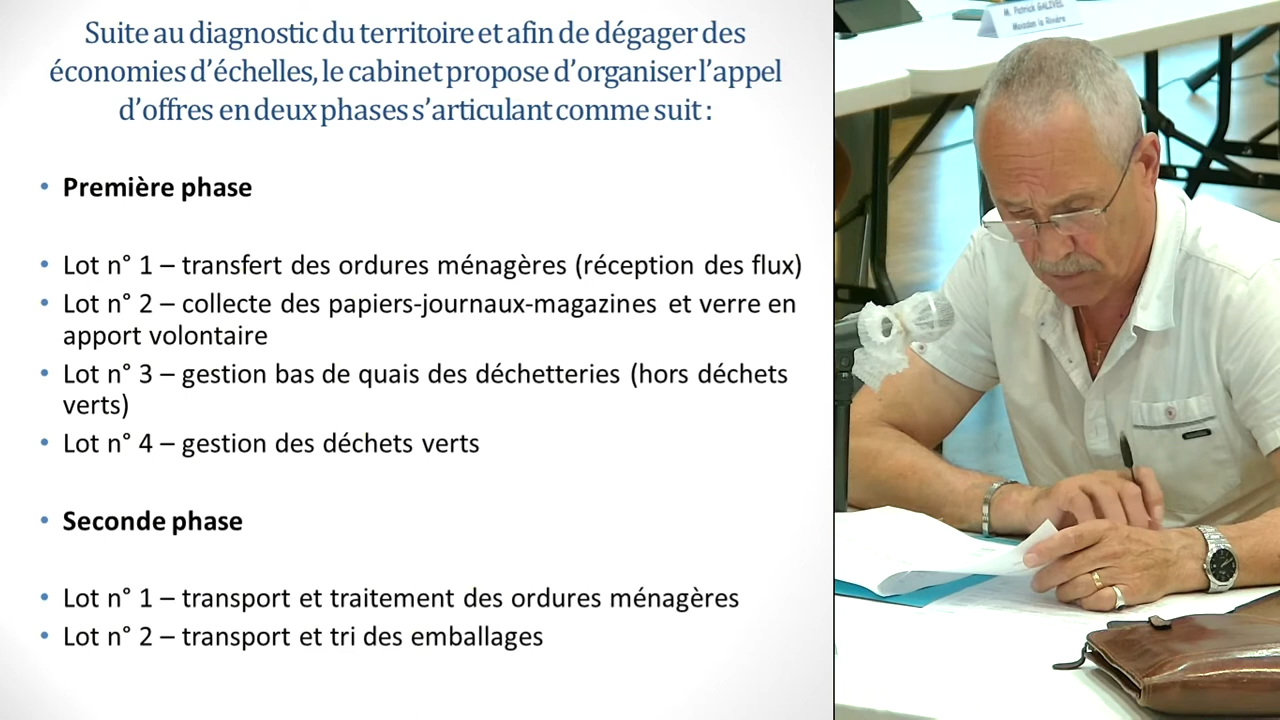 Suite au diagnostic du territoire et afin de dégager des
économies d’échelles, le cabinet propose d’organiser l’appel
d’offres en deux phases s’articulant comme suit :
• Première phase
• Lot n° 1 – transfert des ordures ménagères (réception des flux)
• Lot n° 2 – collecte des papiers-journaux-magazines et verre en
apport volontaire
• Lot n° 3 – gestion bas de quais des déchetteries (hors déchets
verts)
• Lot n° 4 – gestion des déchets verts
• Seconde phase
• Lot n° 1 – transport et traitement des ordures ménagères
• Lot n° 2 – transport et tri des emballages
M. Patrick GALIVEL
la Rivière